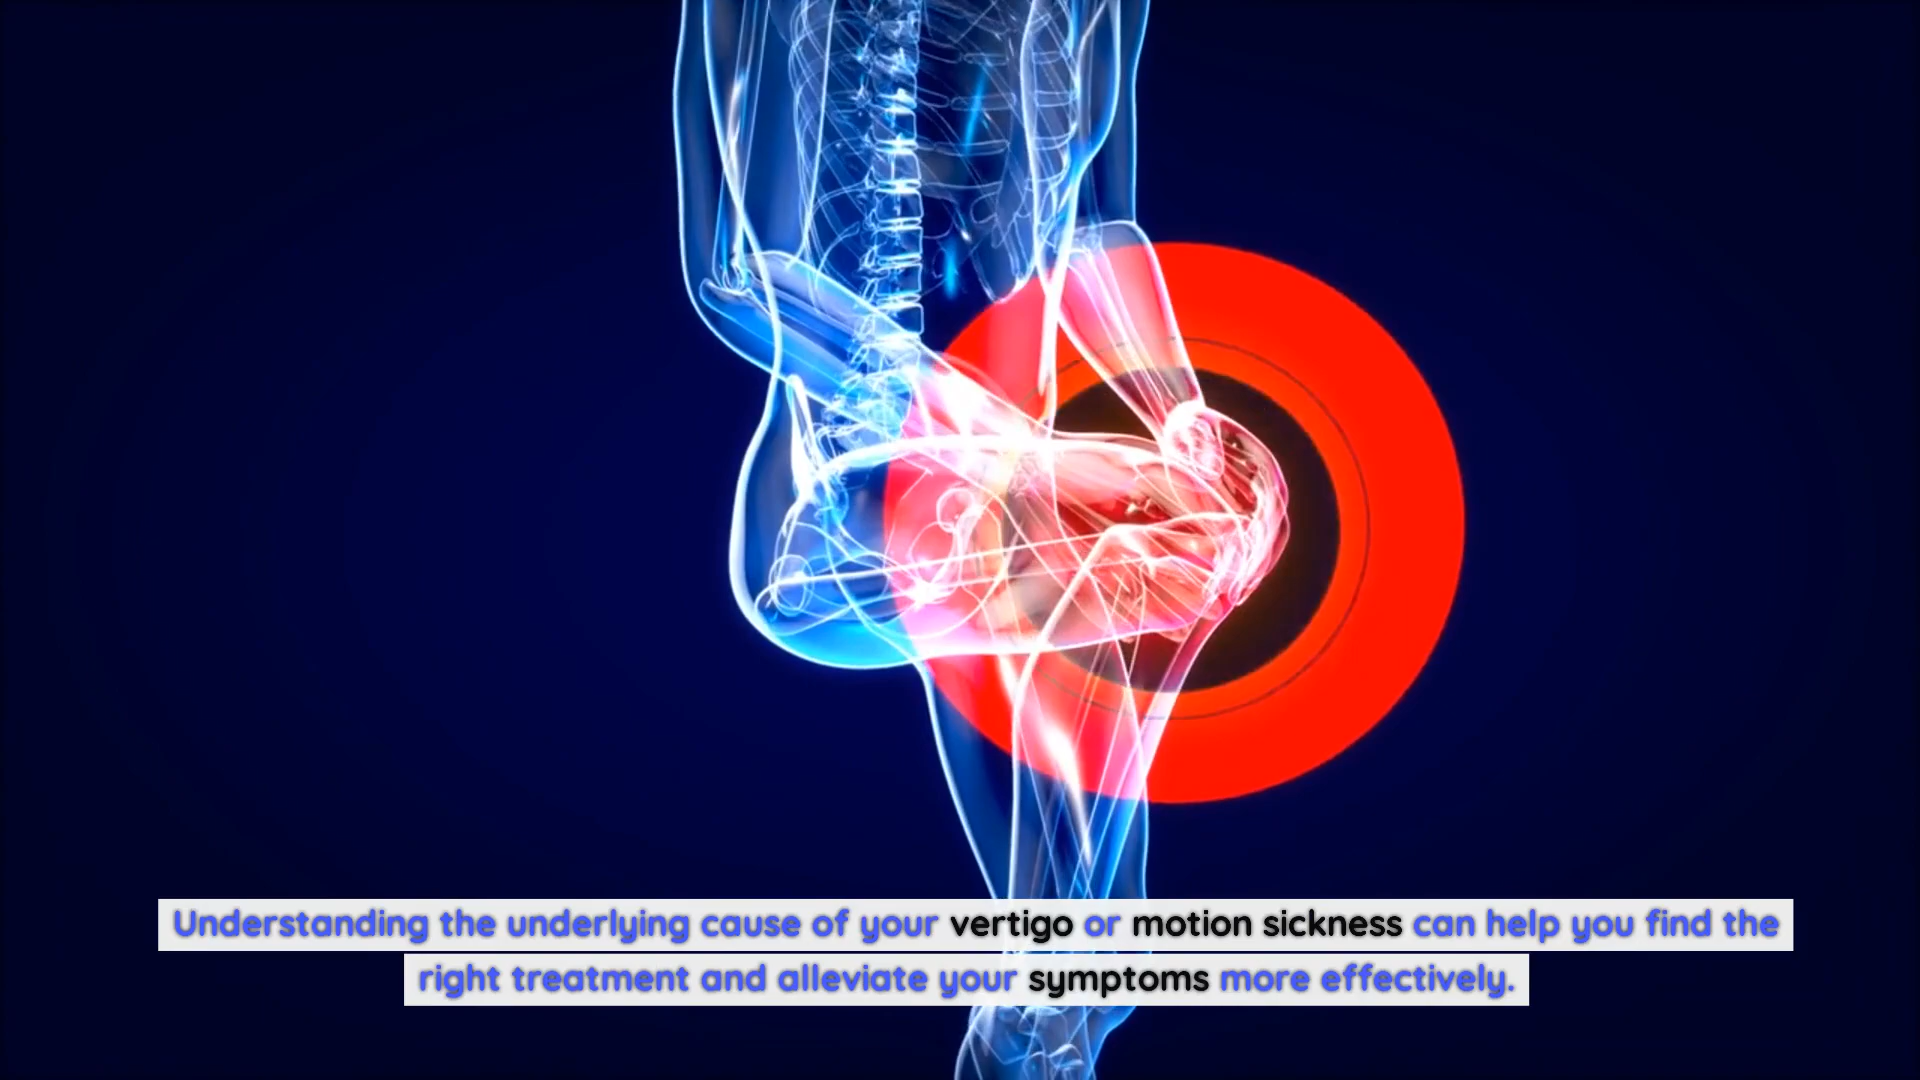 Understanding the underlying cause of your vertigo or motion sickness can help you find the
right treatment and alleviate your symptoms more effectively.